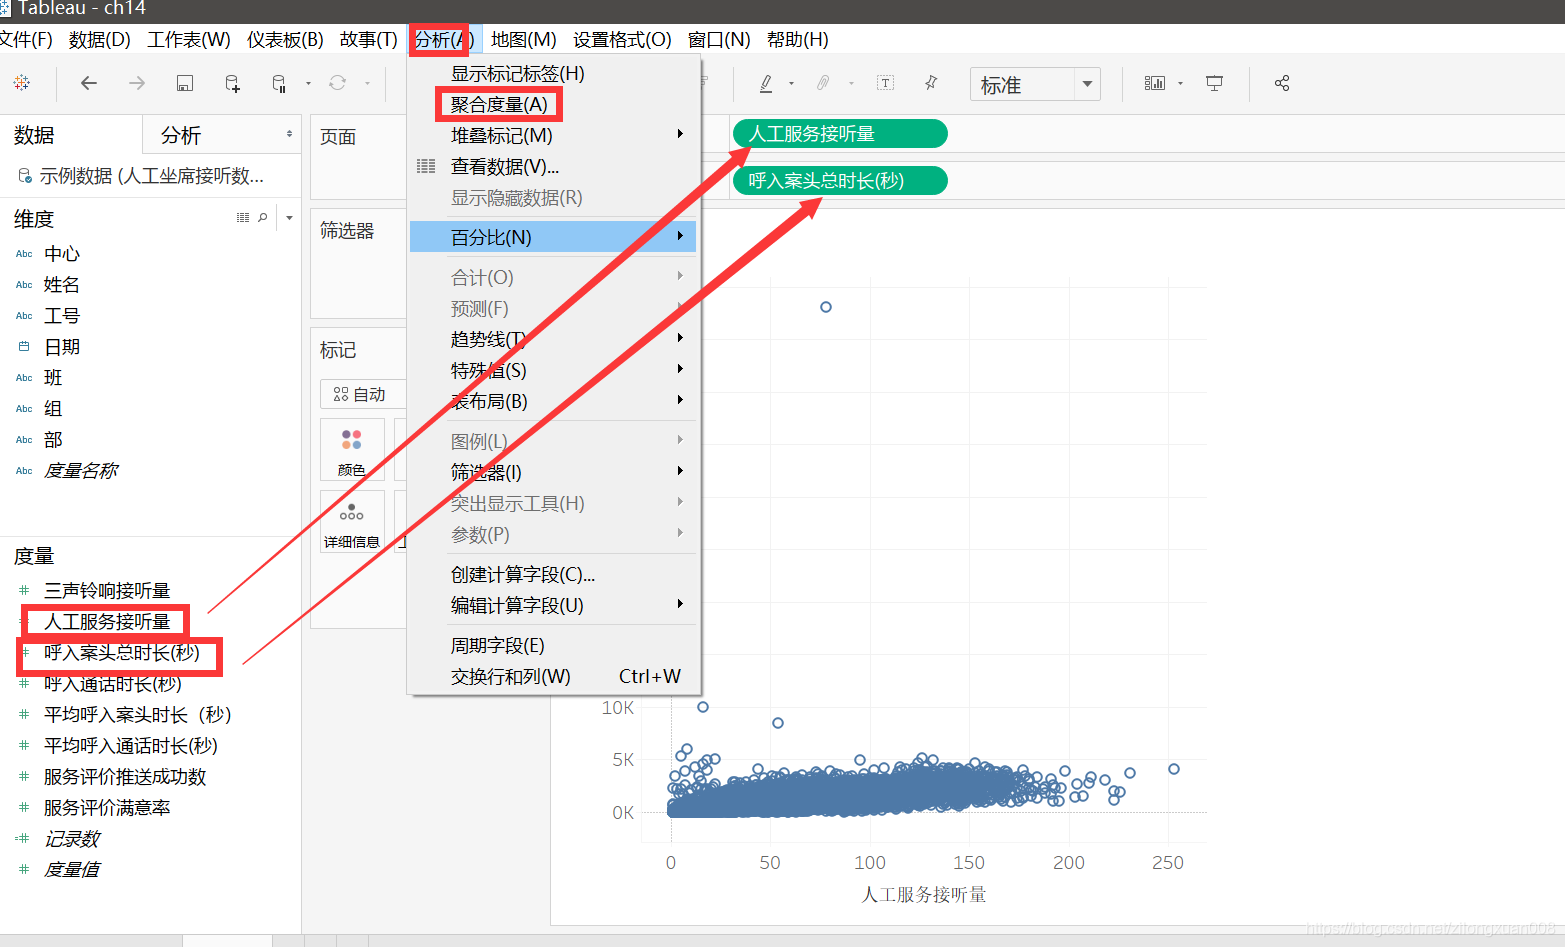 Tableau - ch14
文件(F) 数据(D) 工作表(W) 仪表板(B) 故事(T) 分析(A) 地图(M) 设置格式(O) 窗口(N) 帮助(H)
标准
数据
分析
示例数据 (人工坐席接听数...
维度
Abc 中心
Abc 姓名
Abc 工号
日期
Abc 班
Abc 组
Abc 部
Abc 度量名称
度量
三声铃响接听量
人工服务接听量
呼入案头总时长(秒)
呼入通话时长(秒)
平均呼入案头时长（秒）
平均呼入通话时长(秒)
服务评价推送成功数
服务评价满意率
记录数
度量值
页面
筛选器
标记
自动
颜色
详细信息
显示标记标签(H)
聚合度量(A)
堆叠标记(M)
查看数据(V)...
显示隐藏数据(R)
百分比(N)
合计(O)
预测(F)
趋势线(T)
特殊值(S)
表布局(B)
图例(L)
筛选器(I)
突出显示工具(H)
参数(P)
创建计算字段(C)...
编辑计算字段(U)
周期字段(E)
交换行和列(W) Ctrl+W
人工服务接听量
呼入案头总时长(秒)
10K
5K
0K
0 50 100 150 200 250
人工服务接听量
https://blog.csdn.net/zilongxuan008